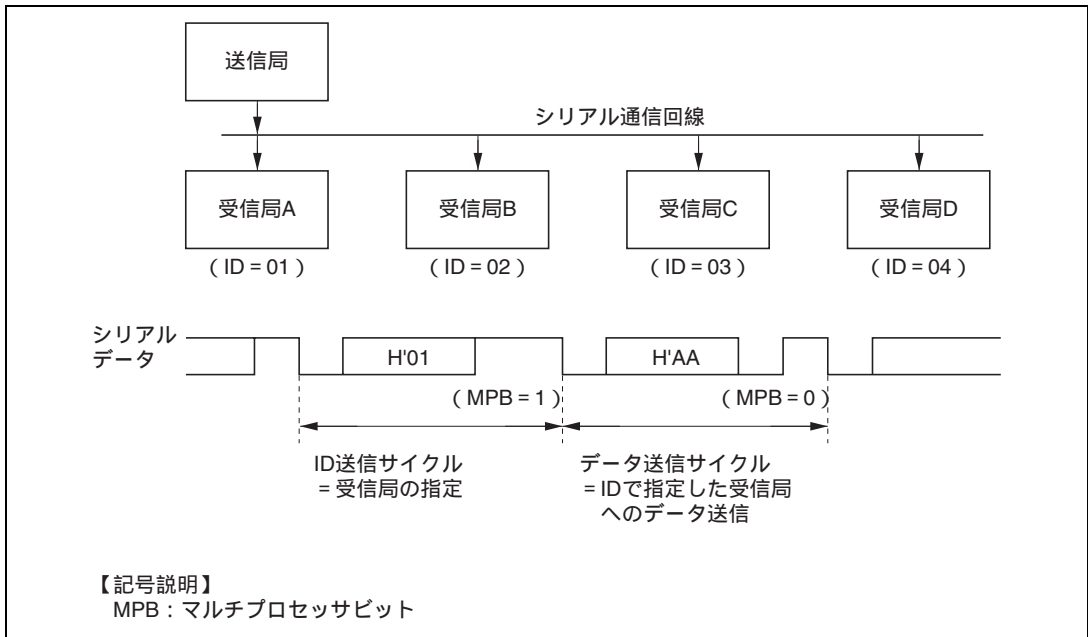 送信局
シリアル通信回線
受信局A
受信局B
受信局C
受信局D
(ID = 01)
(ID = 02)
(ID = 03)
(ID = 04)
シリアル
データ
H'01
H'AA
(MPB = 1)
(MPB = 0)
ID送信サイクル
= 受信局の指定
データ送信サイクル
= IDで指定した受信局
へのデータ送信
【記号説明】
MPB:マルチプロセッサビット